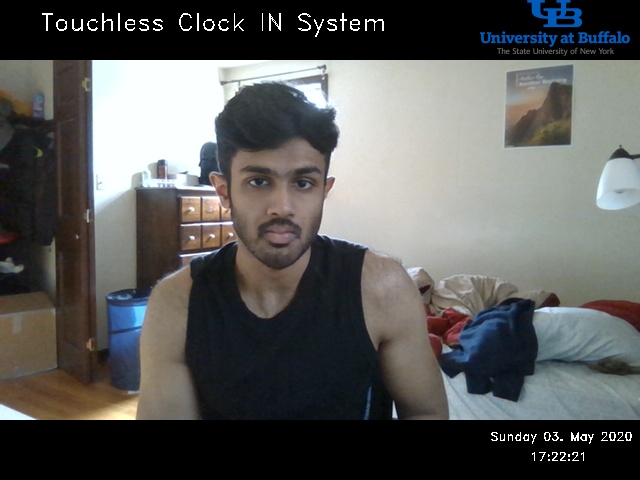 Touchless Clock IN System
UB
University at Buffalo
The State University of New York
Sunday 03. May 2020
17:22:21